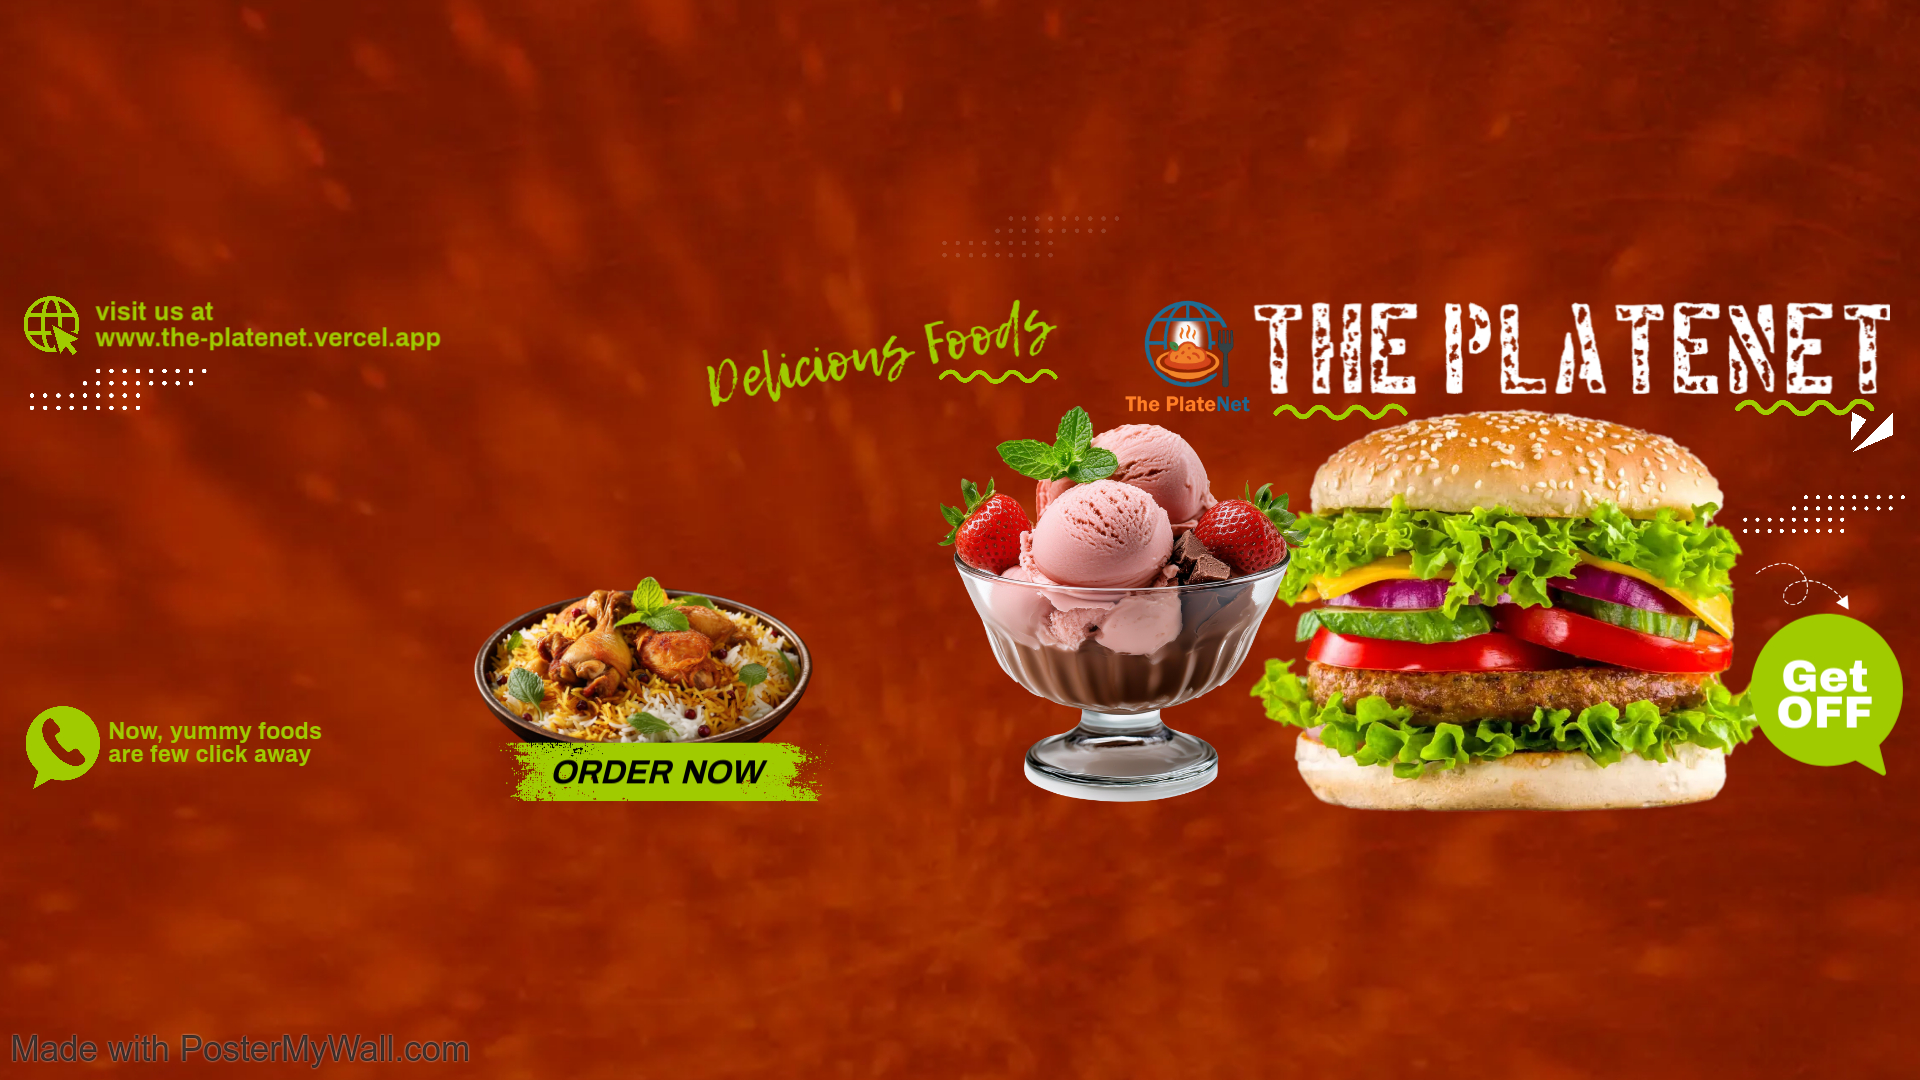 visit us at
www.the-platenet.vercel.app
Delicious Foods
The PlateNet
THE PLATENET
Get
OFF
Now, yummy foods
are few click away
ORDER NOW
Made with PosterMyWall.com